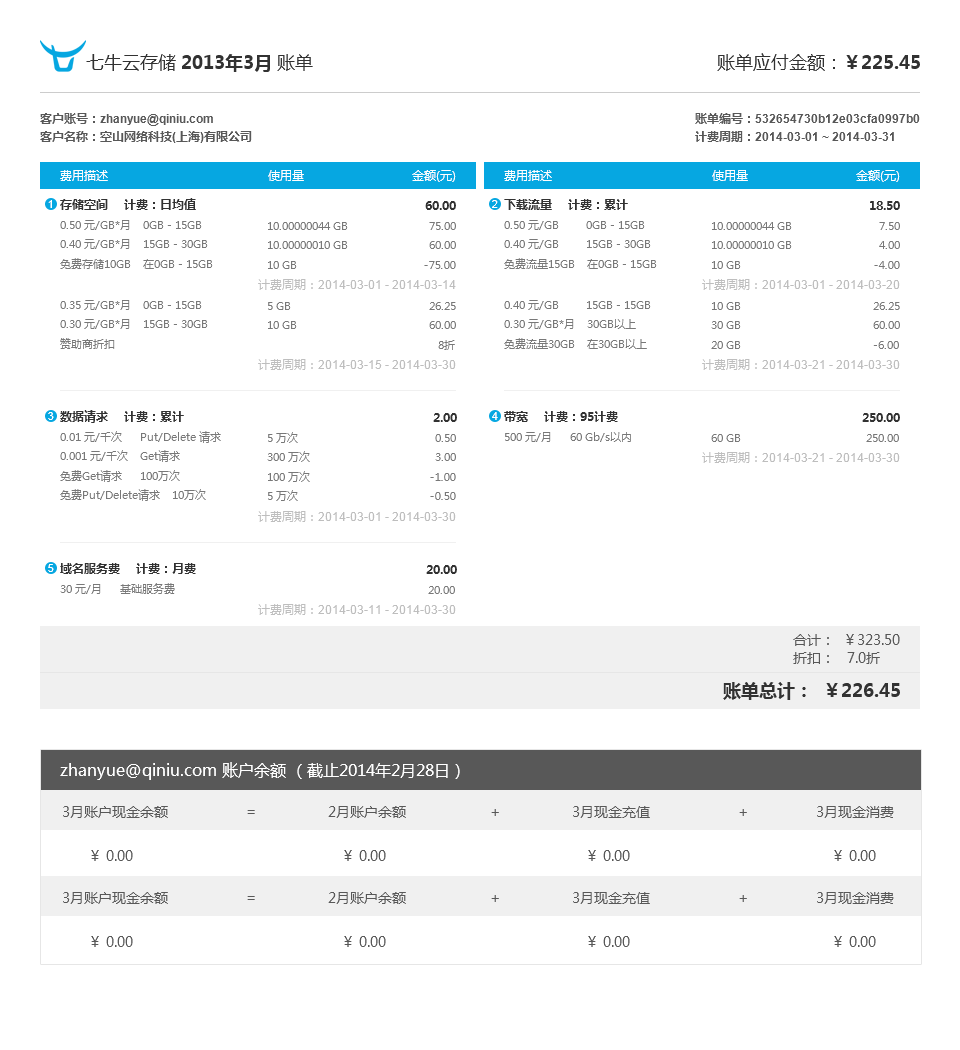 七牛云存储 2013年3月 账单
账单应付金额：￥225.45
客户账号：zhanyue@qiniu.com
客户名称：空山网络科技(上海)有限公司
账单编号：532654730b12e03cfa0997b0
计费周期：2014-03-01 ~ 2014-03-31
费用描述 使用量 金额(元)
1 存储空间 计费：日均值 60.00
0.50 元/GB*月 0GB - 15GB 10.00000044 GB 75.00
0.40 元/GB*月 15GB - 30GB 10.00000010 GB 60.00
免费存储10GB 在0GB - 15GB 10 GB -75.00
计费周期：2014-03-01 - 2014-03-14
0.35 元/GB*月 0GB - 15GB 5 GB 26.25
0.30 元/GB*月 15GB - 30GB 10 GB 60.00
赞助商折扣 8折
计费周期：2014-03-15 - 2014-03-30
费用描述 使用量 金额(元)
2 下载流量 计费：累计 18.50
0.50 元/GB 0GB - 15GB 10.00000044 GB 7.50
0.40 元/GB 15GB - 30GB 10.00000010 GB 4.00
免费流量15GB 在0GB - 15GB 10 GB -4.00
计费周期：2014-03-01 - 2014-03-20
0.40 元/GB 15GB - 15GB 10 GB 26.25
0.30 元/GB*月 30GB以上 30 GB 60.00
免费流量30GB 在30GB以上 20 GB -6.00
计费周期：2014-03-21 - 2014-03-30
3 数据请求 计费：累计 2.00
0.01 元/千次 Put/Delete 请求 5 万次 0.50
0.001 元/千次 Get请求 300 万次 3.00
免费Get请求 100万次 100 万次 -1.00
免费Put/Delete请求 10万次 5 万次 -0.50
计费周期：2014-03-01 - 2014-03-30
4 带宽 计费：95计费 250.00
500 元/月 60 Gb/s以内 60 GB 250.00
计费周期：2014-03-21 - 2014-03-30
5 域名服务费 计费：月费 20.00
30 元/月 基础服务费 20.00
计费周期：2014-03-11 - 2014-03-30
合计： ￥323.50
折扣： 7.0折
账单总计： ￥226.45
zhanyue@qiniu.com 账户余额（截止2014年2月28日）
3月账户现金余额 = 2月账户余额 + 3月现金充值 + 3月现金消费
￥ 0.00 ￥ 0.00 ￥ 0.00 ￥ 0.00
3月账户现金余额 = 2月账户余额 + 3月现金充值 + 3月现金消费
￥ 0.00 ￥ 0.00 ￥ 0.00 ￥ 0.00